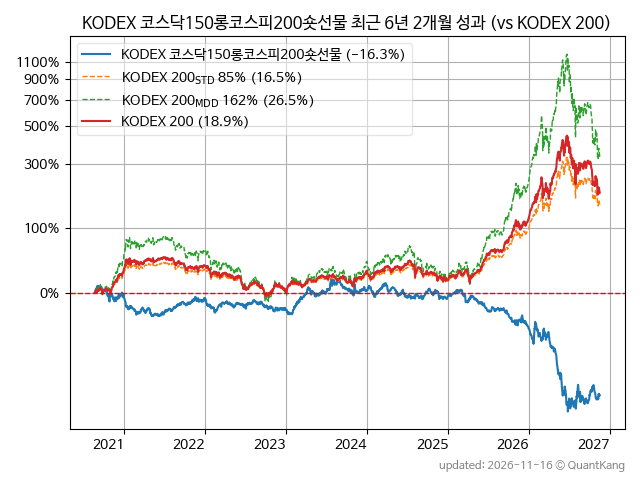 KODEX 코스닥150롱코스피200숏선물 최근 6년 2개월 성과 (vs KODEX 200)
KODEX 코스닥150롱코스피200숏선물 (−16.3%)
KODEX 200STD 85% (16.5%)
KODEX 200MDD 162% (26.5%)
KODEX 200 (18.9%)
1100%
900%
700%
500%
300%
100%
0%
2021 2022 2023 2024 2025 2026 2027
updated: 2026-11-16 © QuantKang